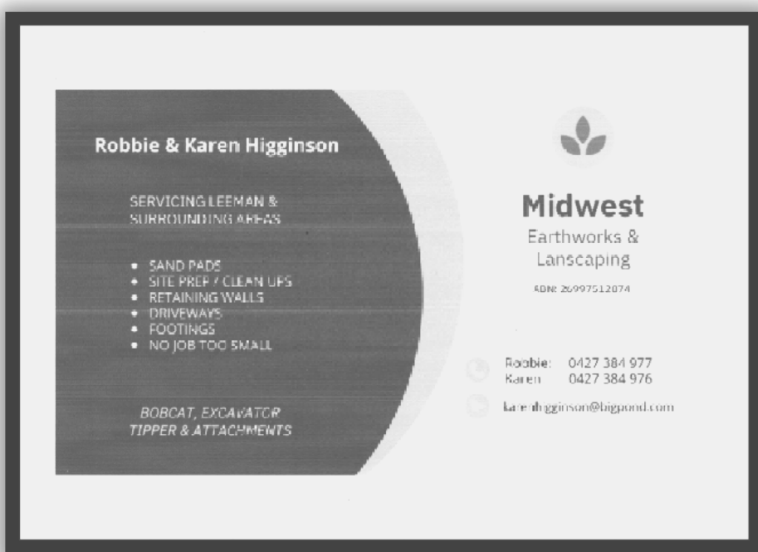 Robbie & Karen Higginson
SERVICING LEEMAN &
SURROUNDING AREAS
• SAND PADS
• SITE PREP / CLEAN UPS
• RETAINING WALLS
• DRIVEWAYS
• FOOTINGS
• NO JOB TOO SMALL
BOBCAT, EXCAVATOR
TIPPER & ATTACHMENTS
Midwest
Earthworks &
Lanscaping
ABN: 26997512874
Robbie: 0427 384 977
Karen 0427 384 976
karenhigginson@bigpond.com